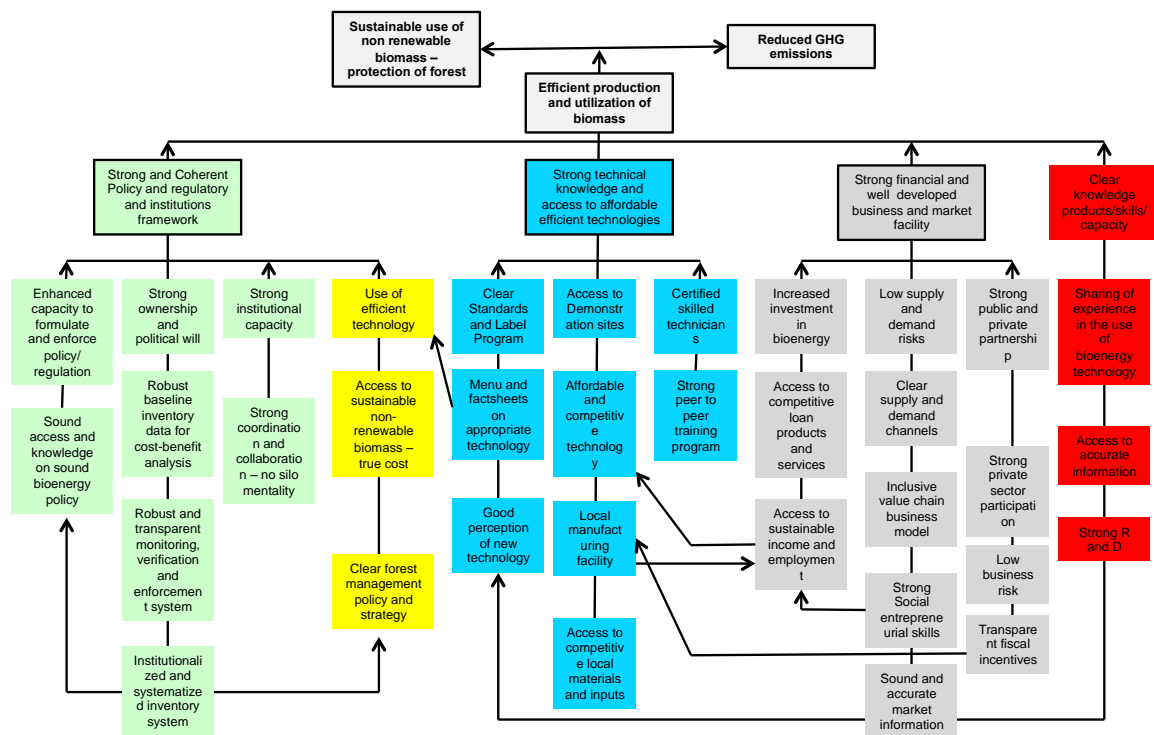 Sustainable use of
non renewable
biomass –
protection of forest
Reduced GHG
emissions
Efficient production
and utilization of
biomass
Strong and Coherent
Policy and regulatory
and institutions
framework
Strong technical
knowledge and
access to affordable
efficient technologies
Strong financial and
well developed
business and market
facility
Clear
knowledge
products/skills/
capacity
Enhanced
capacity to
formulate and
enforce
policy/
regulation
Strong
ownership
and
political will
Strong
institutional
capacity
Use of
efficient
technology
Clear
Standards
and Label
Program
Access to
Demonstra
tion sites
Certified
skilled
technician
s
Increased
investment
in
bioenergy
Low supply
and
demand
risks
Strong
public and
private
partnershi
p
Sharing of
experience
in the use
of
bioenergy
technology
Sound
access and
knowledge
on sound
bioenergy
policy
Robust
baseline
inventory
data for
cost-benefit
analysis
Strong
coordinatio
n and
collaboratio
n – no silo
mentality
Access to
sustainable
non-
renewable
biomass –
true cost
Menu and
factsheets
on
appropriate
technology
Affordable
and
competitiv
e
technolog
y
Strong
peer to
peer
training
program
Access to
competitive
loan
products
and
services
Clear
supply and
demand
channels
Strong
private
sector
participati
on
Access to
accurate
information
Robust and
transparent
monitoring,
verification
and
enforcemen
t system
Clear forest
management
policy and
strategy
Good
perception
of new
technology
Local
manufact
uring
facility
Access to
sustainable
income and
employmen
t
Inclusive
value chain
business
model
Low
business
risk
Strong R
and D
Institutionali
zed and
systematize
d inventory
system
Access to
competitive
local
materials
and inputs
Strong
Social
entreprene
urial skills
Transpare
nt fiscal
incentives
Sound and
accurate
market
information